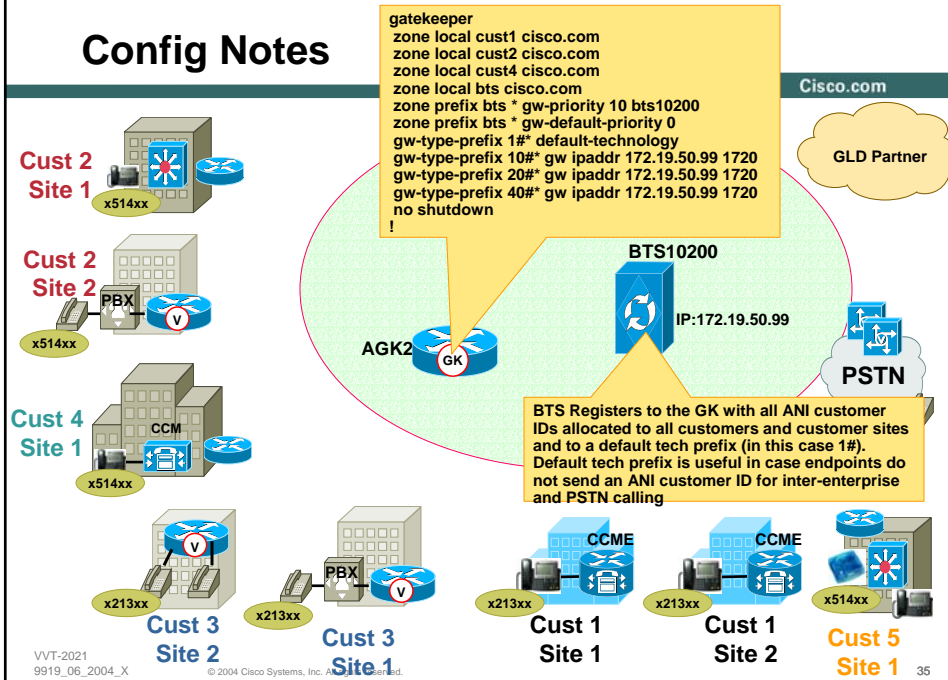 Config Notes
gatekeeper
zone local cust1 cisco.com
zone local cust2 cisco.com
zone local cust4 cisco.com
zone local bts cisco.com
zone prefix bts * gw-priority 10 bts10200
zone prefix bts * gw-default-priority 0
gw-type-prefix 1#* default-technology
gw-type-prefix 10#* gw ipaddr 172.19.50.99 1720
gw-type-prefix 20#* gw ipaddr 172.19.50.99 1720
gw-type-prefix 40#* gw ipaddr 172.19.50.99 1720
no shutdown
!
Cisco.com
GLD Partner
Cust 2
Site 1
x514xx
Cust 2
Site 2
PBX
V
x514xx
BTS10200
IP:172.19.50.99
AGK2
GK
PSTN
Cust 4
Site 1
CCM
x514xx
BTS Registers to the GK with all ANI customer
IDs allocated to all customers and customer sites
and to a default tech prefix (in this case 1#).
Default tech prefix is useful in case endpoints do
not send an ANI customer ID for inter-enterprise
and PSTN calling
V
x213xx
Cust 3
Site 2
PBX
V
x213xx
Cust 3
Site 1
CCME
x213xx
Cust 1
Site 1
CCME
x213xx
Cust 1
Site 2
x514xx
Cust 5
Site 1
VVT-2021
9919_06_2004_X
© 2004 Cisco Systems, Inc. All rights reserved.
35